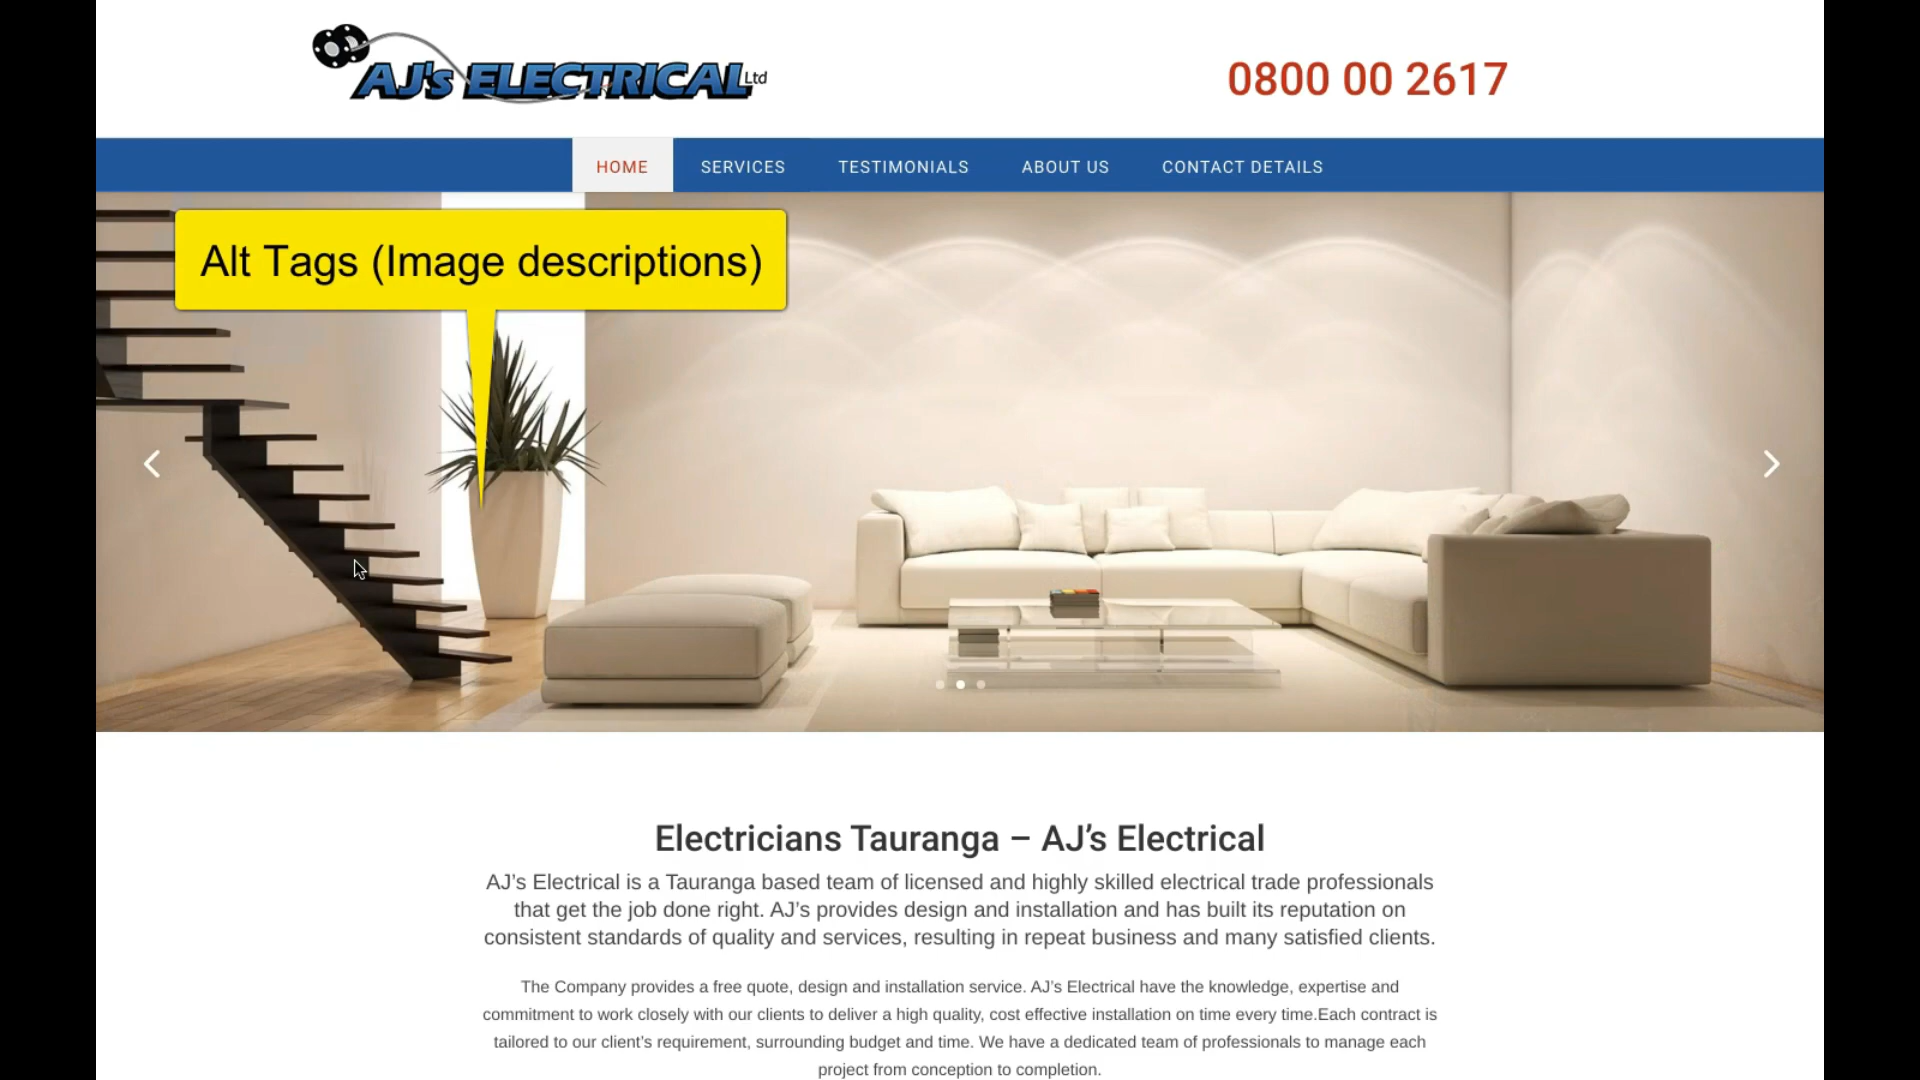 AJ's ELECTRICAL Ltd
0800 00 2617
HOME SERVICES TESTIMONIALS ABOUT US CONTACT DETAILS
Alt Tags (Image descriptions)
Electricians Tauranga – AJ’s Electrical
AJ’s Electrical is a Tauranga based team of licensed and highly skilled electrical trade professionals
that get the job done right. AJ’s provides design and installation and has built its reputation on
consistent standards of quality and services, resulting in repeat business and many satisfied clients.
The Company provides a free quote, design and installation service. AJ’s Electrical have the knowledge, expertise and
commitment to work closely with our clients to deliver a high quality, cost effective installation on time every time.Each contract is
tailored to our client’s requirement, surrounding budget and time. We have a dedicated team of professionals to manage each
project from conception to completion.